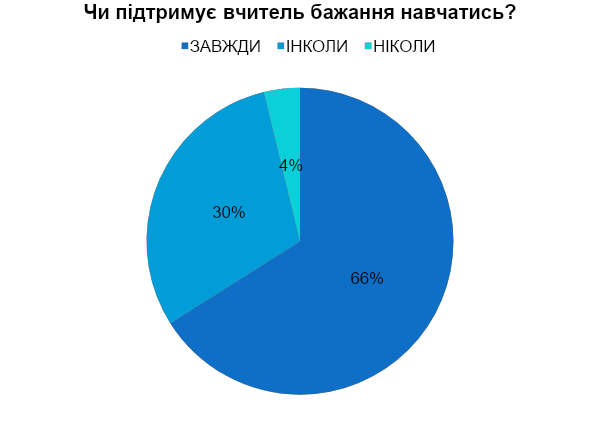 Чи підтримує вчитель бажання навчатись?
ЗАВЖДИ ІНКОЛИ НІКОЛИ
4%
30%
66%